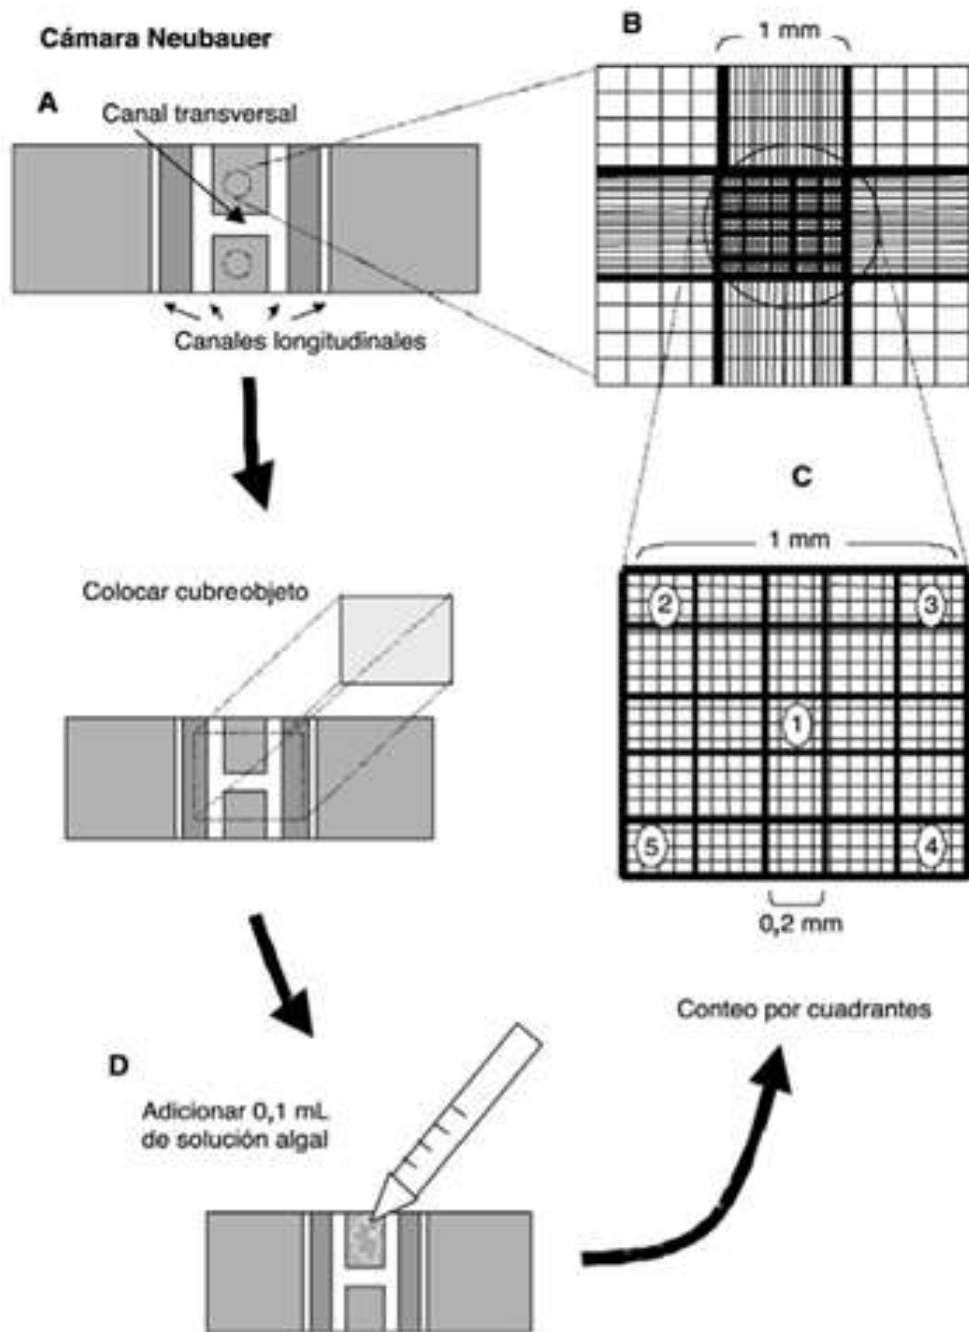 Cámara Neubauer
A
Canal transversal
Canales longitudinales
B
1 mm
C
1 mm
2
3
1
5
4
0,2 mm
Colocar cubreobjeto
D
Adicionar 0,1 mL
de solución algal
Conteo por cuadrantes